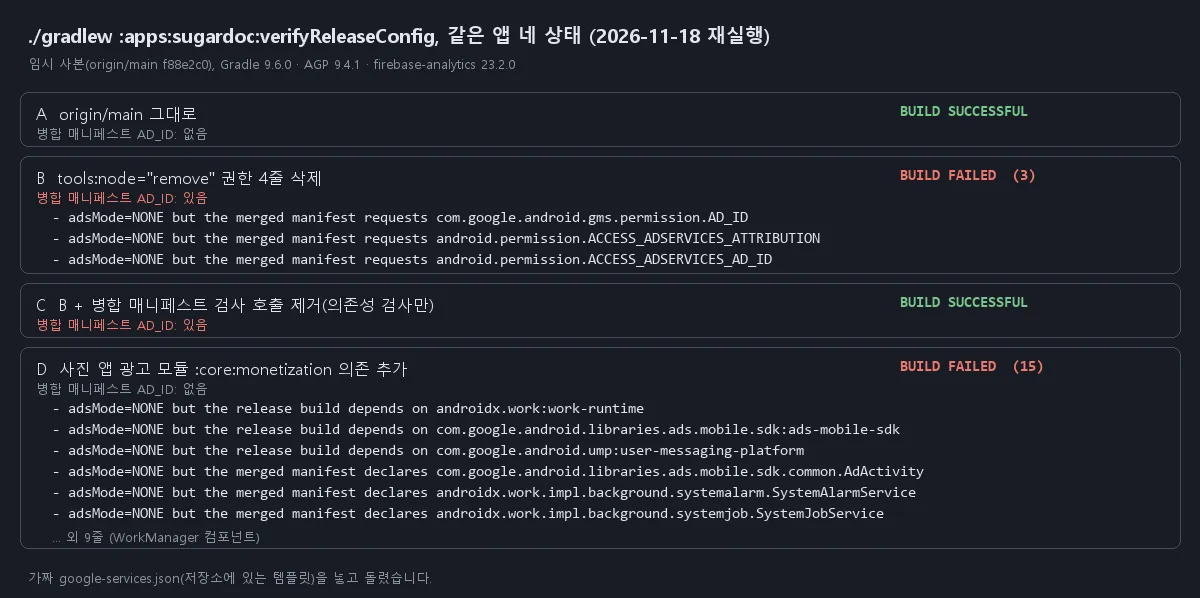 ./gradlew :apps:sugardoc:verifyReleaseConfig, 같은 앱 네 상태 (2026-11-18 재실행)
임시 사본(origin/main f88e2c0), Gradle 9.6.0 · AGP 9.4.1 · firebase-analytics 23.2.0
A origin/main 그대로 BUILD SUCCESSFUL
병합 매니페스트 AD_ID: 없음
B tools:node="remove" 권한 4줄 삭제 BUILD FAILED (3)
병합 매니페스트 AD_ID: 있음
- adsMode=NONE but the merged manifest requests com.google.android.gms.permission.AD_ID
- adsMode=NONE but the merged manifest requests android.permission.ACCESS_ADSERVICES_ATTRIBUTION
- adsMode=NONE but the merged manifest requests android.permission.ACCESS_ADSERVICES_AD_ID
C B + 병합 매니페스트 검사 호출 제거(의존성 검사만) BUILD SUCCESSFUL
병합 매니페스트 AD_ID: 있음
D 사진 앱 광고 모듈 :core:monetization 의존 추가 BUILD FAILED (15)
병합 매니페스트 AD_ID: 없음
- adsMode=NONE but the release build depends on androidx.work:work-runtime
- adsMode=NONE but the release build depends on com.google.android.libraries.ads.mobile.sdk:ads-mobile-sdk
- adsMode=NONE but the release build depends on com.google.android.ump:user-messaging-platform
- adsMode=NONE but the merged manifest declares com.google.android.libraries.ads.mobile.sdk.common.AdActivity
- adsMode=NONE but the merged manifest declares androidx.work.impl.background.systemalarm.SystemAlarmService
- adsMode=NONE but the merged manifest declares androidx.work.impl.background.systemjob.SystemJobService
... 외 9줄 (WorkManager 컴포넌트)
가짜 google-services.json(저장소에 있는 템플릿)을 넣고 돌렸습니다.